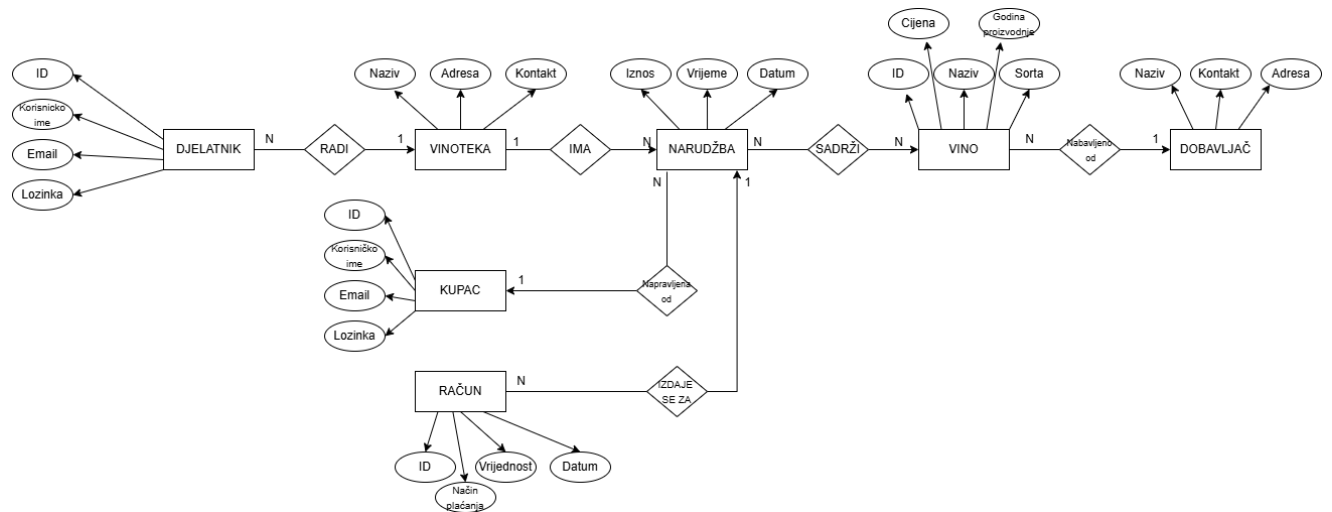 Cijena
Godina
proizvodnje
ID
Naziv
Adresa
Kontakt
Iznos
Vrijeme
Datum
ID
Naziv
Sorta
Naziv
Kontakt
Adresa
Korisnicko
ime
DJELATNIK
N
RADI
1
VINOTEKA
1
IMA
N
NARUDŽBA
N
SADRŽI
N
VINO
N
Nabavljeno
od
1
DOBAVLJAČ
Email
Lozinka
N
1
ID
Korisničko
ime
Email
Lozinka
KUPAC
1
Napravljena
od
RAČUN
N
IZDAJE
SE ZA
ID
Vrijednost
Datum
Način
plaćanja